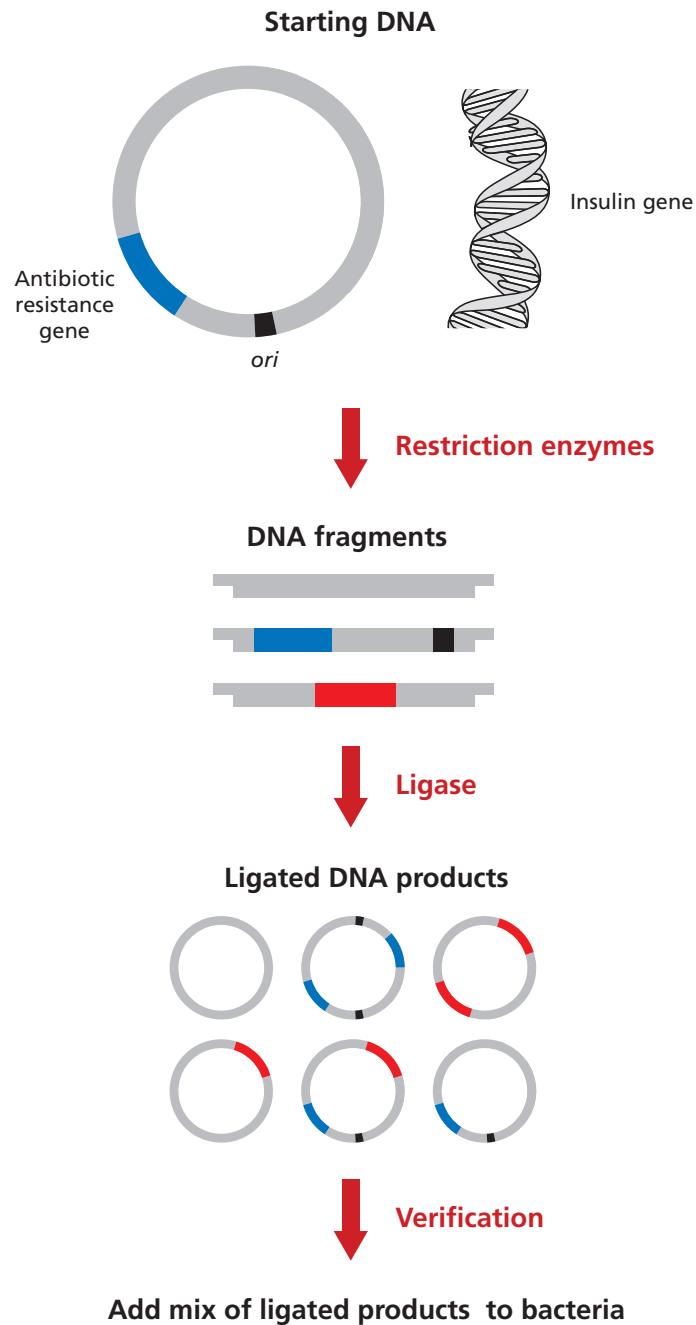 Starting DNA
Insulin gene
Antibiotic
resistance
gene
ori
Restriction enzymes
DNA fragments
Ligase
Ligated DNA products
Verification
Add mix of ligated products to bacteria